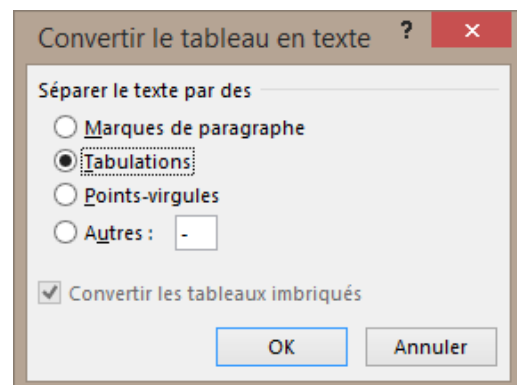 Convertir le tableau en texte ? ×
Séparer le texte par des
Marques de paragraphe
Tabulations
Points-virgules
Autres : -
Convertir les tableaux imbriqués
OK Annuler